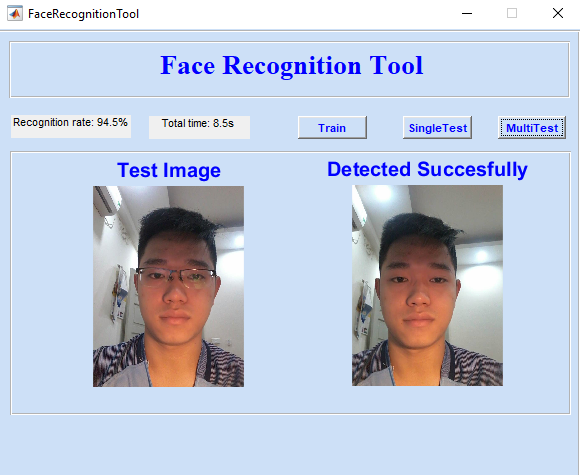 FaceRecognitionTool
Face Recognition Tool
Recognition rate: 94.5%
Total time: 8.5s
Train
SingleTest
MultiTest
Test Image
Detected Succesfully